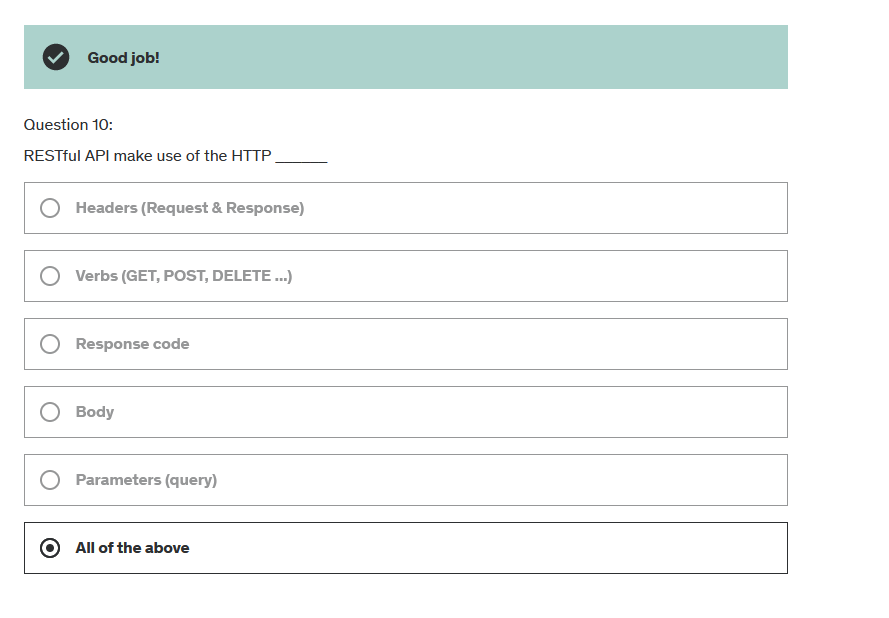 Good job!
Question 10:
RESTful API make use of the HTTP ______
Headers (Request & Response)
Verbs (GET, POST, DELETE ...)
Response code
Body
Parameters (query)
All of the above